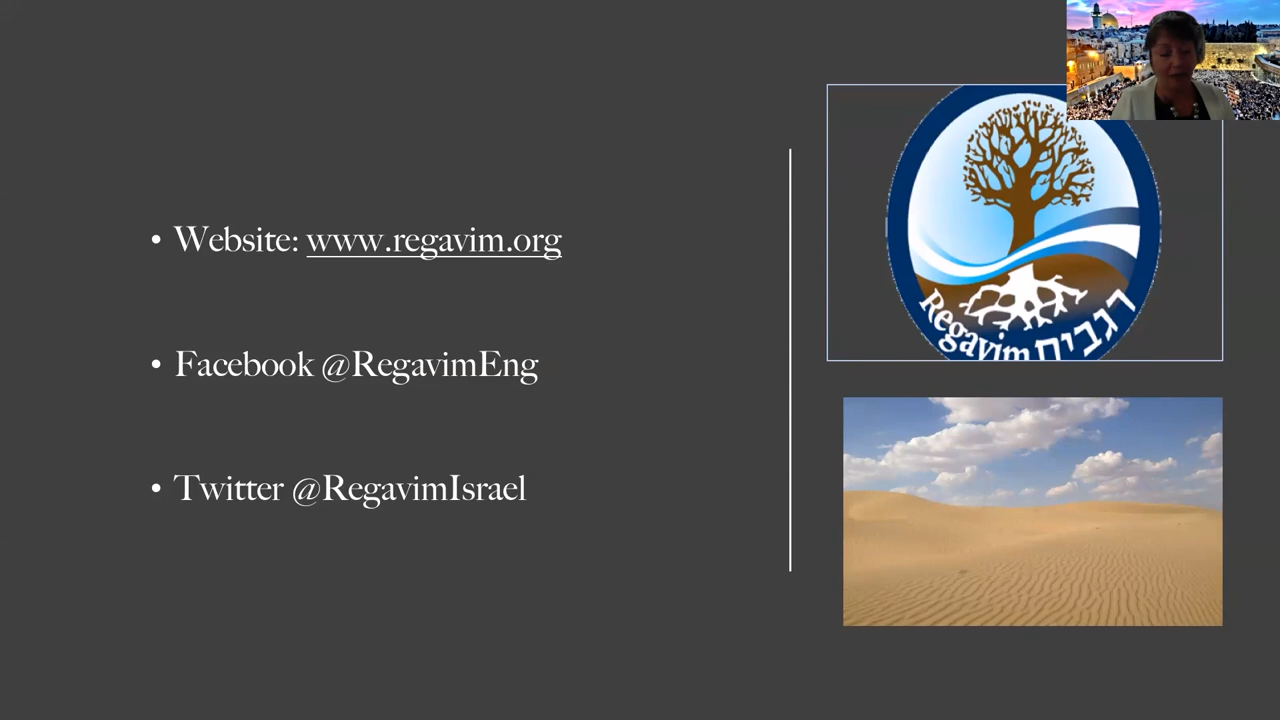 • Website: www.regavim.org
• Facebook @RegavimEng
• Twitter @RegavimIsrael
Regavim רגבים